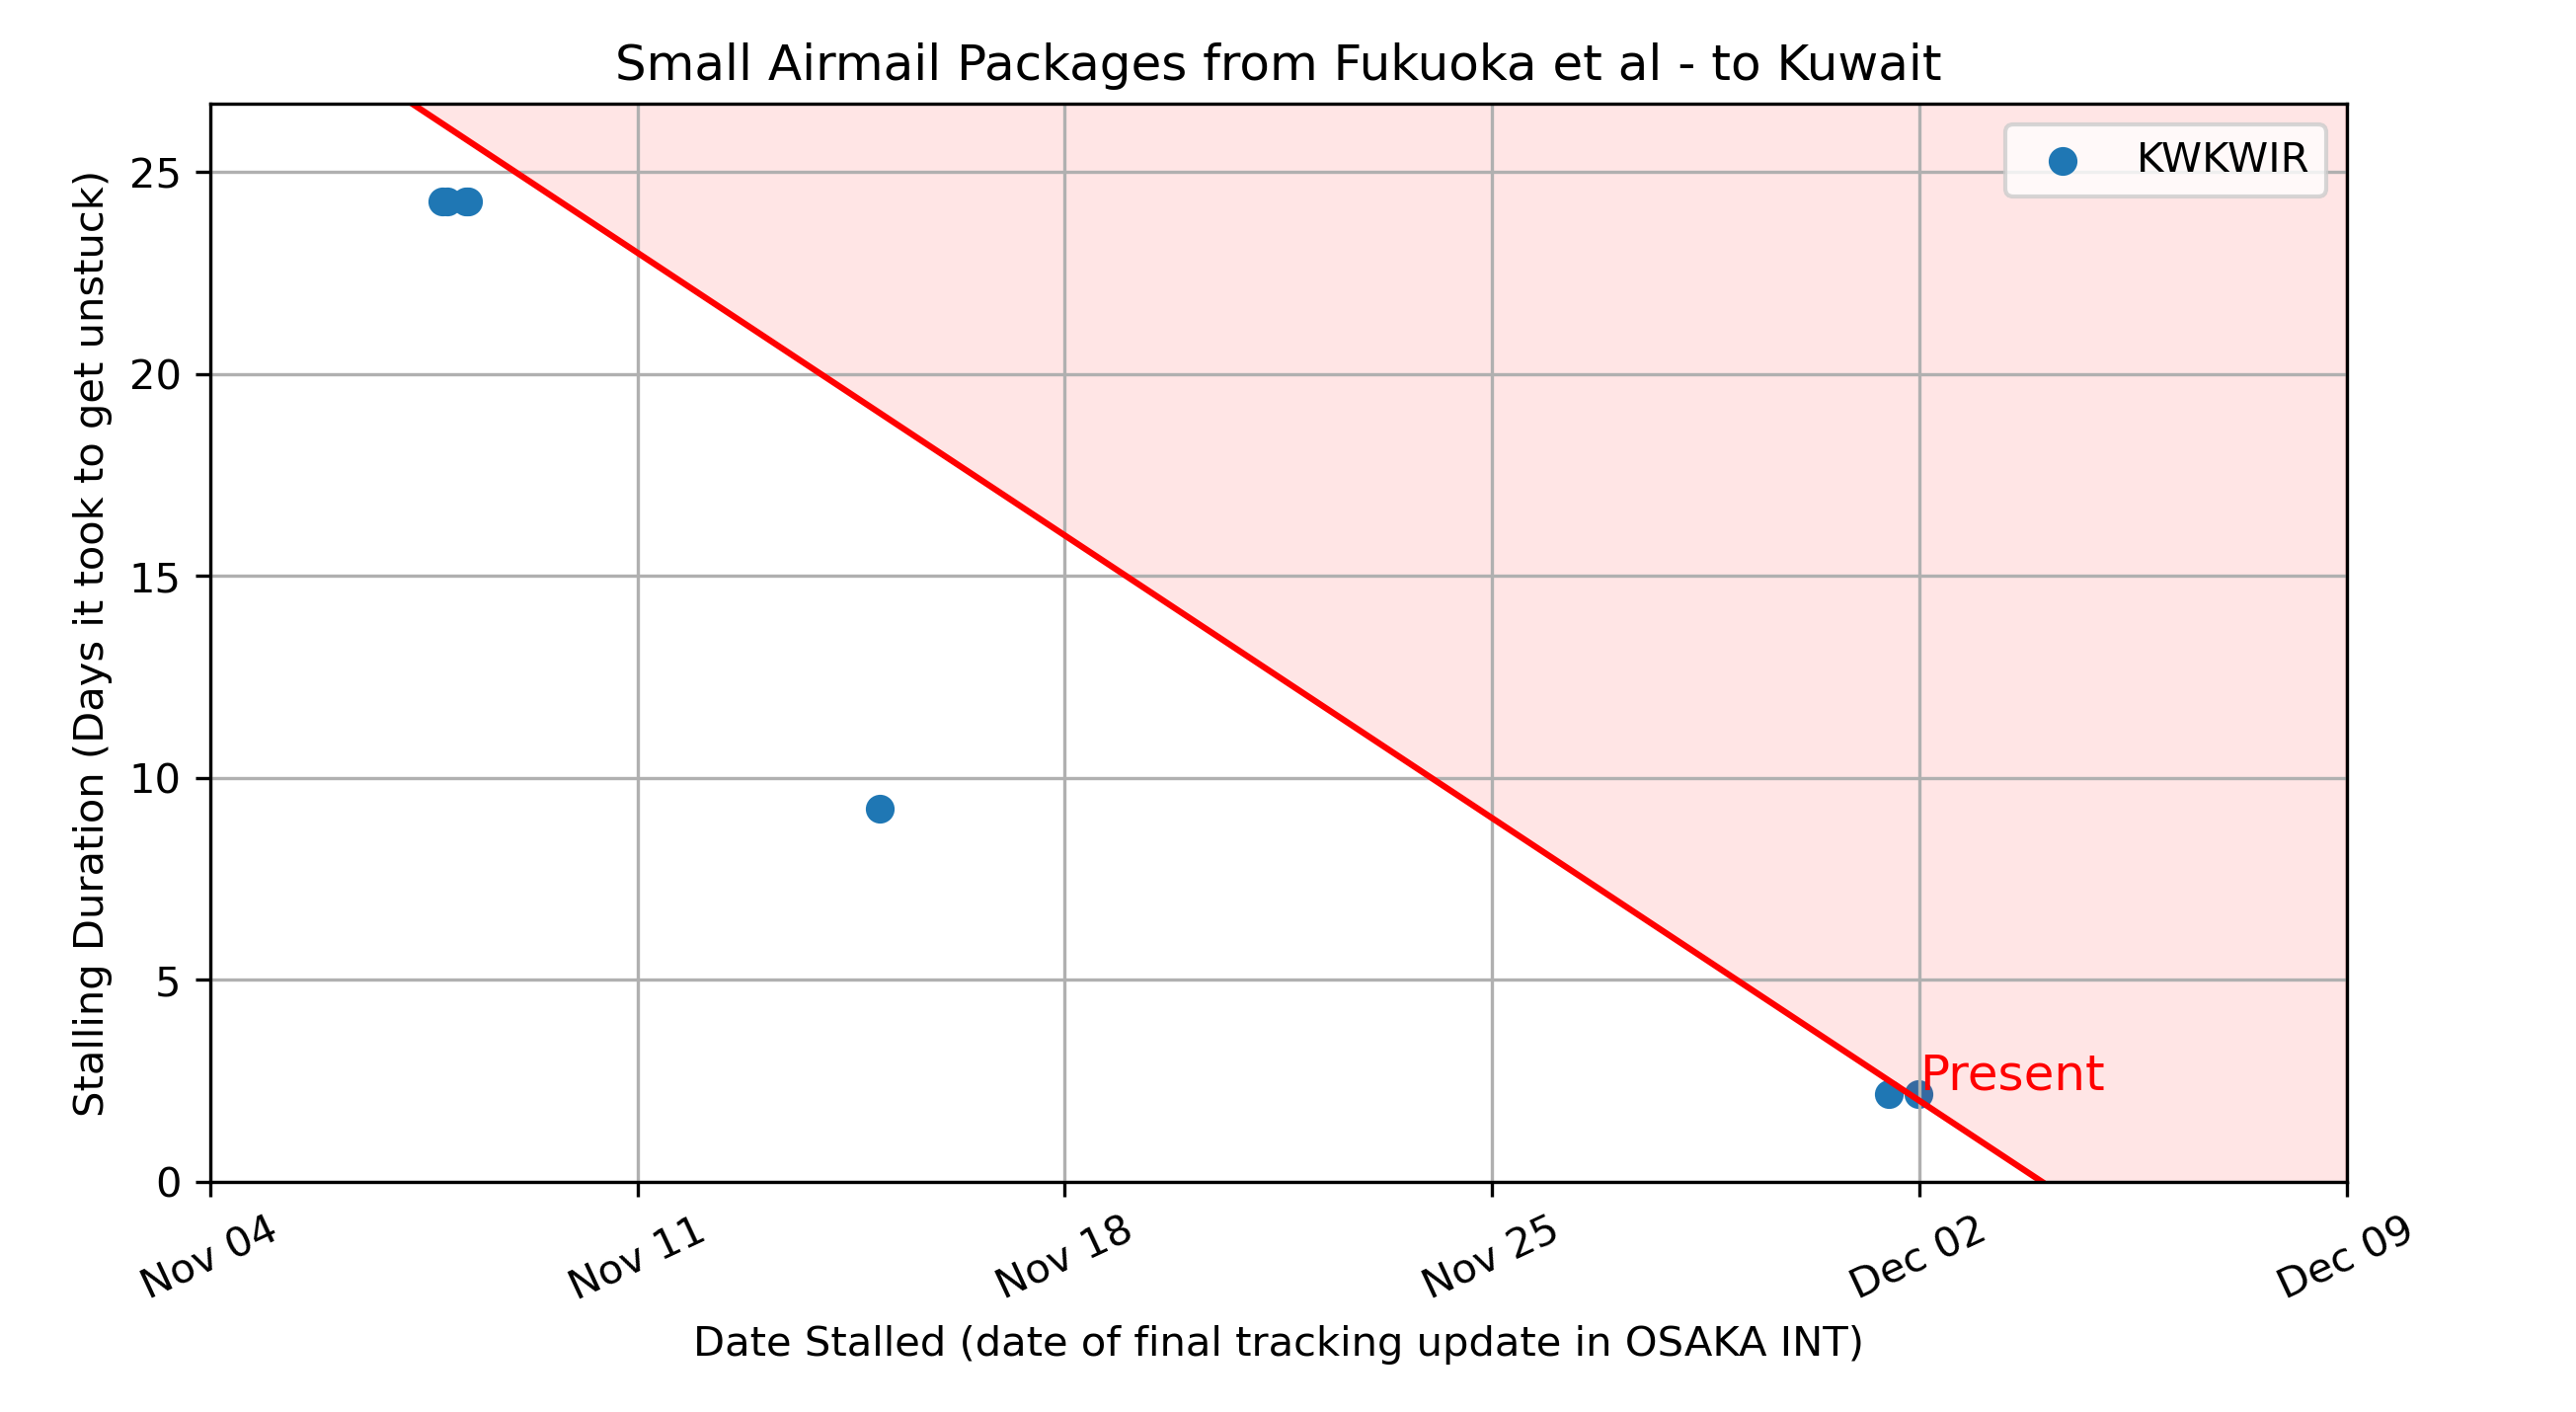 Small Airmail Packages from Fukuoka et al - to Kuwait
KWKWIR
Stalling Duration (Days it took to get unstuck)
25
20
15
10
5
0
Present
Nov 04
Nov 11
Nov 18
Nov 25
Dec 02
Dec 09
Date Stalled (date of final tracking update in OSAKA INT)